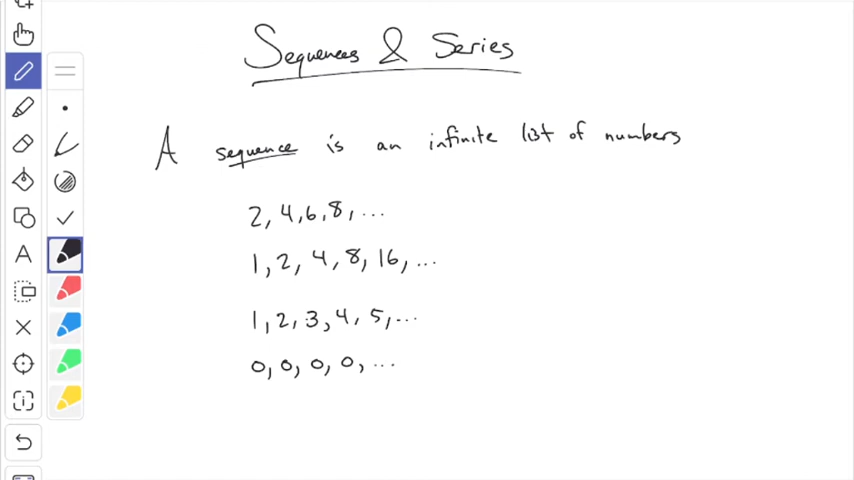 Sequences & Series
A sequence is an infinite list of numbers
2, 4, 6, 8, ...
1, 2, 4, 8, 16, ...
1, 2, 3, 4, 5, ...
0, 0, 0, 0, ...